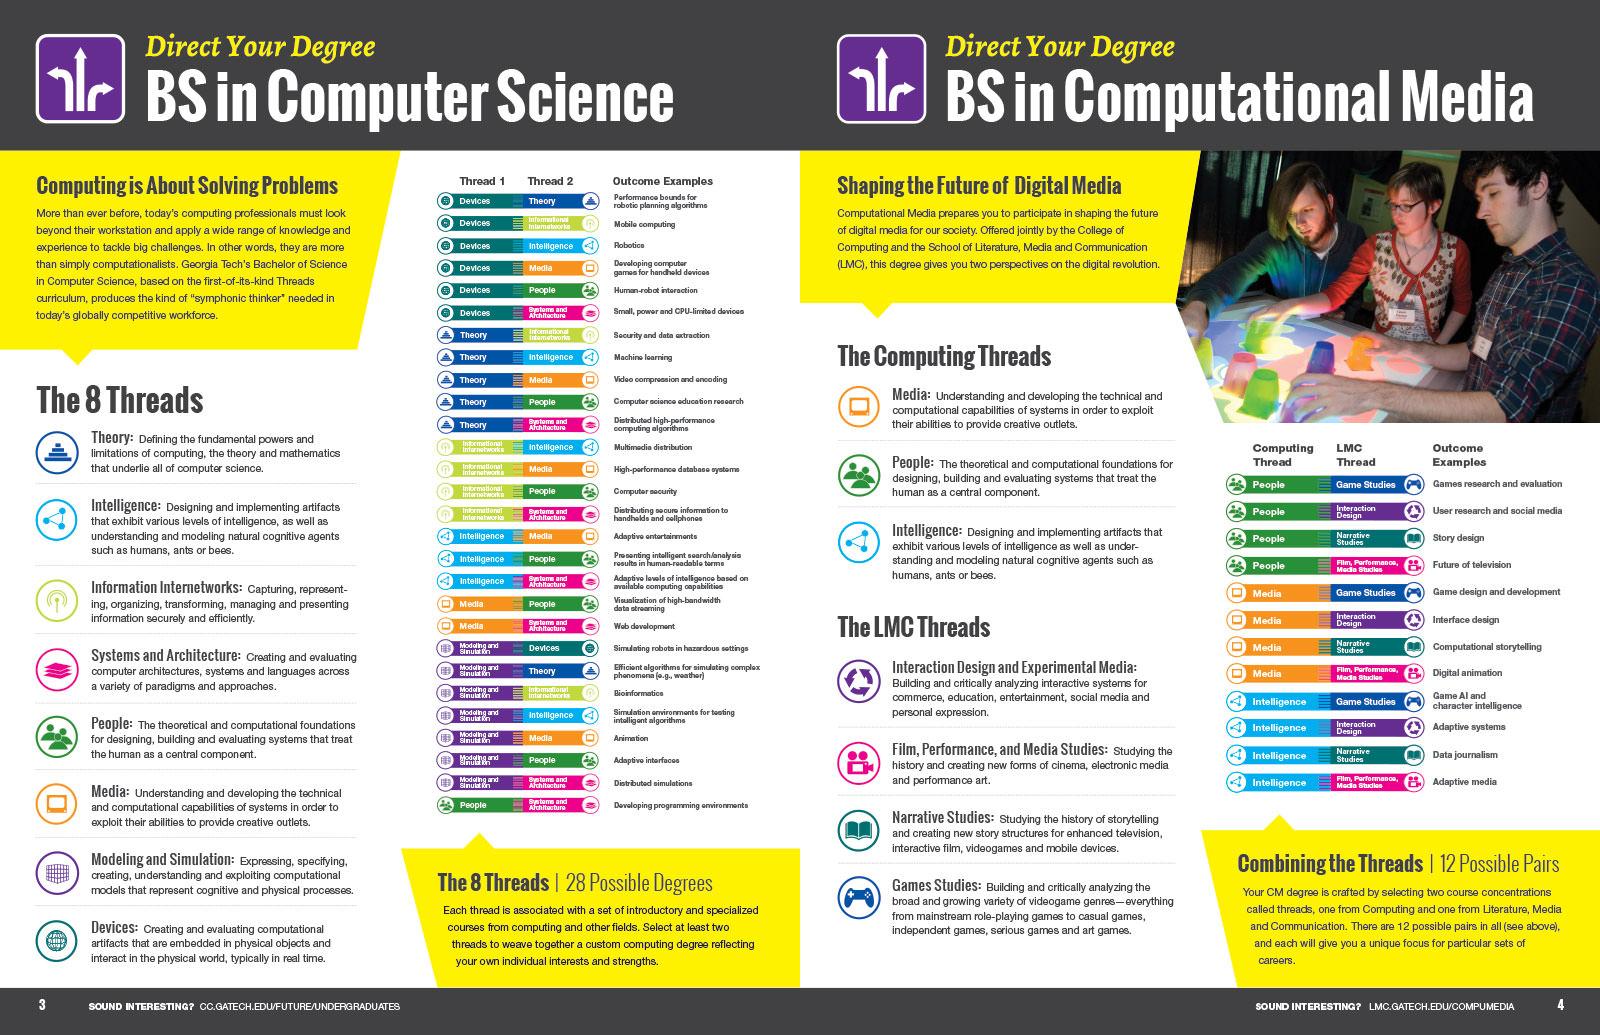 Direct Your Degree
BS in Computer Science
Computing is About Solving Problems
More than ever before, today's computing professionals must look
beyond their workstation and apply a wide range of knowledge and
experience to tackle big challenges. In other words, they are more
than simply computationalists. Georgia Tech's Bachelor of Science
in Computer Science, based on the first-of-its-kind Threads
curriculum, produces the kind of “symphonic thinker” needed in
today's globally competitive workforce.
The 8 Threads
Theory: Defining the fundamental powers and
limitations of computing, the theory and mathematics
that underlie all of computer science.
Intelligence: Designing and implementing artifacts
that exhibit various levels of intelligence, as well as
understanding and modeling natural cognitive agents
such as humans, ants or bees.
Information Internetworks: Capturing, represent-
ing, organizing, transforming, managing and presenting
information securely and efficiently.
Systems and Architecture: Creating and evaluating
computer architectures, systems and languages across
a variety of paradigms and approaches.
People: The theoretical and computational foundations
for designing, building and evaluating systems that treat
the human as a central component.
Media: Understanding and developing the technical
and computational capabilities of systems in order to
exploit their abilities to provide creative outlets.
Modeling and Simulation: Expressing, specifying,
creating, understanding and exploiting computational
models that represent cognitive and physical processes.
Devices: Creating and evaluating computational
artifacts that are embedded in physical objects and
interact in the physical world, typically in real time.
Thread 1 Thread 2 Outcome Examples
Devices Theory Performance bounds for
robotic planning algorithms
Devices Informational Internetworks Mobile computing
Devices Intelligence Robotics
Devices Media Developing computer
games for handheld devices
Devices People Human-robot interaction
Devices Systems and Architecture Small, power and CPU-limited devices
Theory Informational Internetworks Security and data extraction
Theory Intelligence Machine learning
Theory Media Video compression and encoding
Theory People Computer science education research
Theory Systems and Architecture Distributed high-performance
computing algorithms
Informational Internetworks Intelligence Multimedia distribution
Informational Internetworks Media High-performance database systems
Informational Internetworks People Computer security
Informational Internetworks Systems and Architecture Distributing secure information to
handhelds and cellphones
Intelligence Media Adaptive entertainments
Intelligence People Presenting intelligent search/analysis
results in human-readable terms
Intelligence Systems and Architecture Adaptive levels of intelligence based on
available computing capabilities
Media People Visualization of high-bandwidth
data streaming
Media Systems and Architecture Web development
Modeling and Simulation Devices Simulating robots in hazardous settings
Modeling and Simulation Theory Efficient algorithms for simulating complex
phenomena (e.g., weather)
Modeling and Simulation Informational Internetworks Bioinformatics
Modeling and Simulation Intelligence Simulation environments for testing
intelligent algorithms
Modeling and Simulation Media Animation
Modeling and Simulation People Adaptive interfaces
Modeling and Simulation Systems and Architecture Distributed simulations
People Systems and Architecture Developing programming environments
The 8 Threads | 28 Possible Degrees
Each thread is associated with a set of introductory and specialized
courses from computing and other fields. Select at least two
threads to weave together a custom computing degree reflecting
your own individual interests and strengths.
3 SOUND INTERESTING? CC.GATECH.EDU/FUTURE/UNDERGRADUATES
Direct Your Degree
BS in Computational Media
Shaping the Future of Digital Media
Computational Media prepares you to participate in shaping the future
of digital media for our society. Offered jointly by the College of
Computing and the School of Literature, Media and Communication
(LMC), this degree gives you two perspectives on the digital revolution.
The Computing Threads
Media: Understanding and developing the technical and
computational capabilities of systems in order to exploit
their abilities to provide creative outlets.
People: The theoretical and computational foundations for
designing, building and evaluating systems that treat the
human as a central component.
Intelligence: Designing and implementing artifacts that
exhibit various levels of intelligence as well as under-
standing and modeling natural cognitive agents such as
humans, ants or bees.
The LMC Threads
Interaction Design and Experimental Media:
Building and critically analyzing interactive systems for
commerce, education, entertainment, social media and
personal expression.
Film, Performance, and Media Studies: Studying the
history and creating new forms of cinema, electronic media
and performance art.
Narrative Studies: Studying the history of storytelling
and creating new story structures for enhanced television,
interactive film, videogames and mobile devices.
Games Studies: Building and critically analyzing the
broad and growing variety of videogame genres—everything
from mainstream role-playing games to casual games,
independent games, serious games and art games.
Computing Thread LMC Thread Outcome Examples
People Game Studies Games research and evaluation
People Interaction Design User research and social media
People Narrative Studies Story design
People Film, Performance, Media Studies Future of television
Media Game Studies Game design and development
Media Interaction Design Interface design
Media Narrative Studies Computational storytelling
Media Film, Performance, Media Studies Digital animation
Intelligence Game Studies Game AI and
character intelligence
Intelligence Interaction Design Adaptive systems
Intelligence Narrative Studies Data journalism
Intelligence Film, Performance, Media Studies Adaptive media
Combining the Threads | 12 Possible Pairs
Your CM degree is crafted by selecting two course concentrations
called threads, one from Computing and one from Literature, Media
and Communication. There are 12 possible pairs in all (see above),
and each will give you a unique focus for particular sets of
careers.
SOUND INTERESTING? LMC.GATECH.EDU/COMPUMEDIA 4